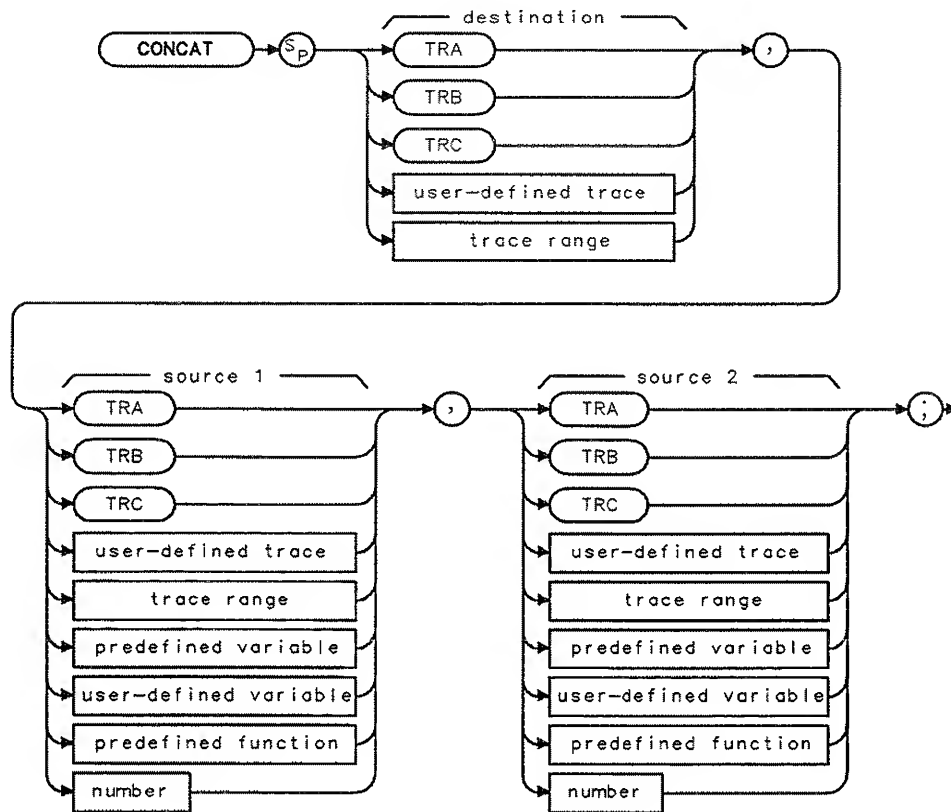 destination
CONCAT SP TRA ,
TRB
TRC
user-defined trace
trace range
source 1
TRA ,
TRB
TRC
user-defined trace
trace range
predefined variable
user-defined variable
predefined function
number
source 2
TRA ;
TRB
TRC
user-defined trace
trace range
predefined variable
user-defined variable
predefined function
number